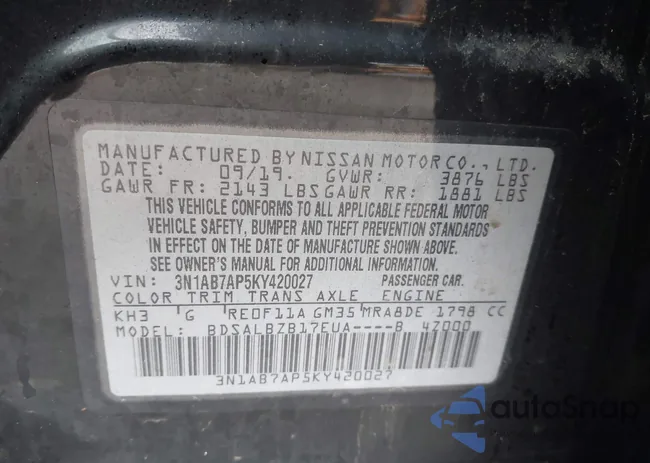 MANUFACTURED BY NISSAN MOTOR CO., LTD.
DATE: 09/19. GVWR: 3876 LBS
GAWR FR: 2143 LBS GAWR RR: 1881 LBS
THIS VEHICLE CONFORMS TO ALL APPLICABLE FEDERAL MOTOR
VEHICLE SAFETY, BUMPER AND THEFT PREVENTION STANDARDS
IN EFFECT ON THE DATE OF MANUFACTURE SHOWN ABOVE.
SEE OWNER'S MANUAL FOR ADDITIONAL INFORMATION.
VIN: 3N1AB7AP5KY420027 PASSENGER CAR.
COLOR TRIM TRANS AXLE ENGINE
KH3 G RE0F11A GM35 MRA8DE 1798 CC
MODEL: BDSALBZB17EUA----B 4Z000
3N1AB7AP5KY420027
autoSnap